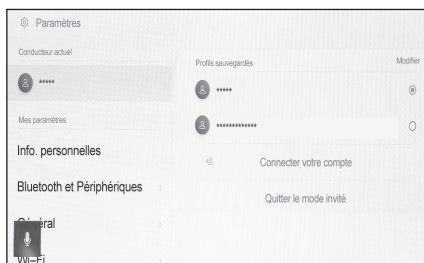 Paramètres
Conducteur actuel
*****
Mes paramètres
Info. personnelles
Bluetooth et Périphériques
Général
Wi-Fi
Profils sauvegardés
Modifier
*****
*************
Connecter votre compte
Quitter le mode invité